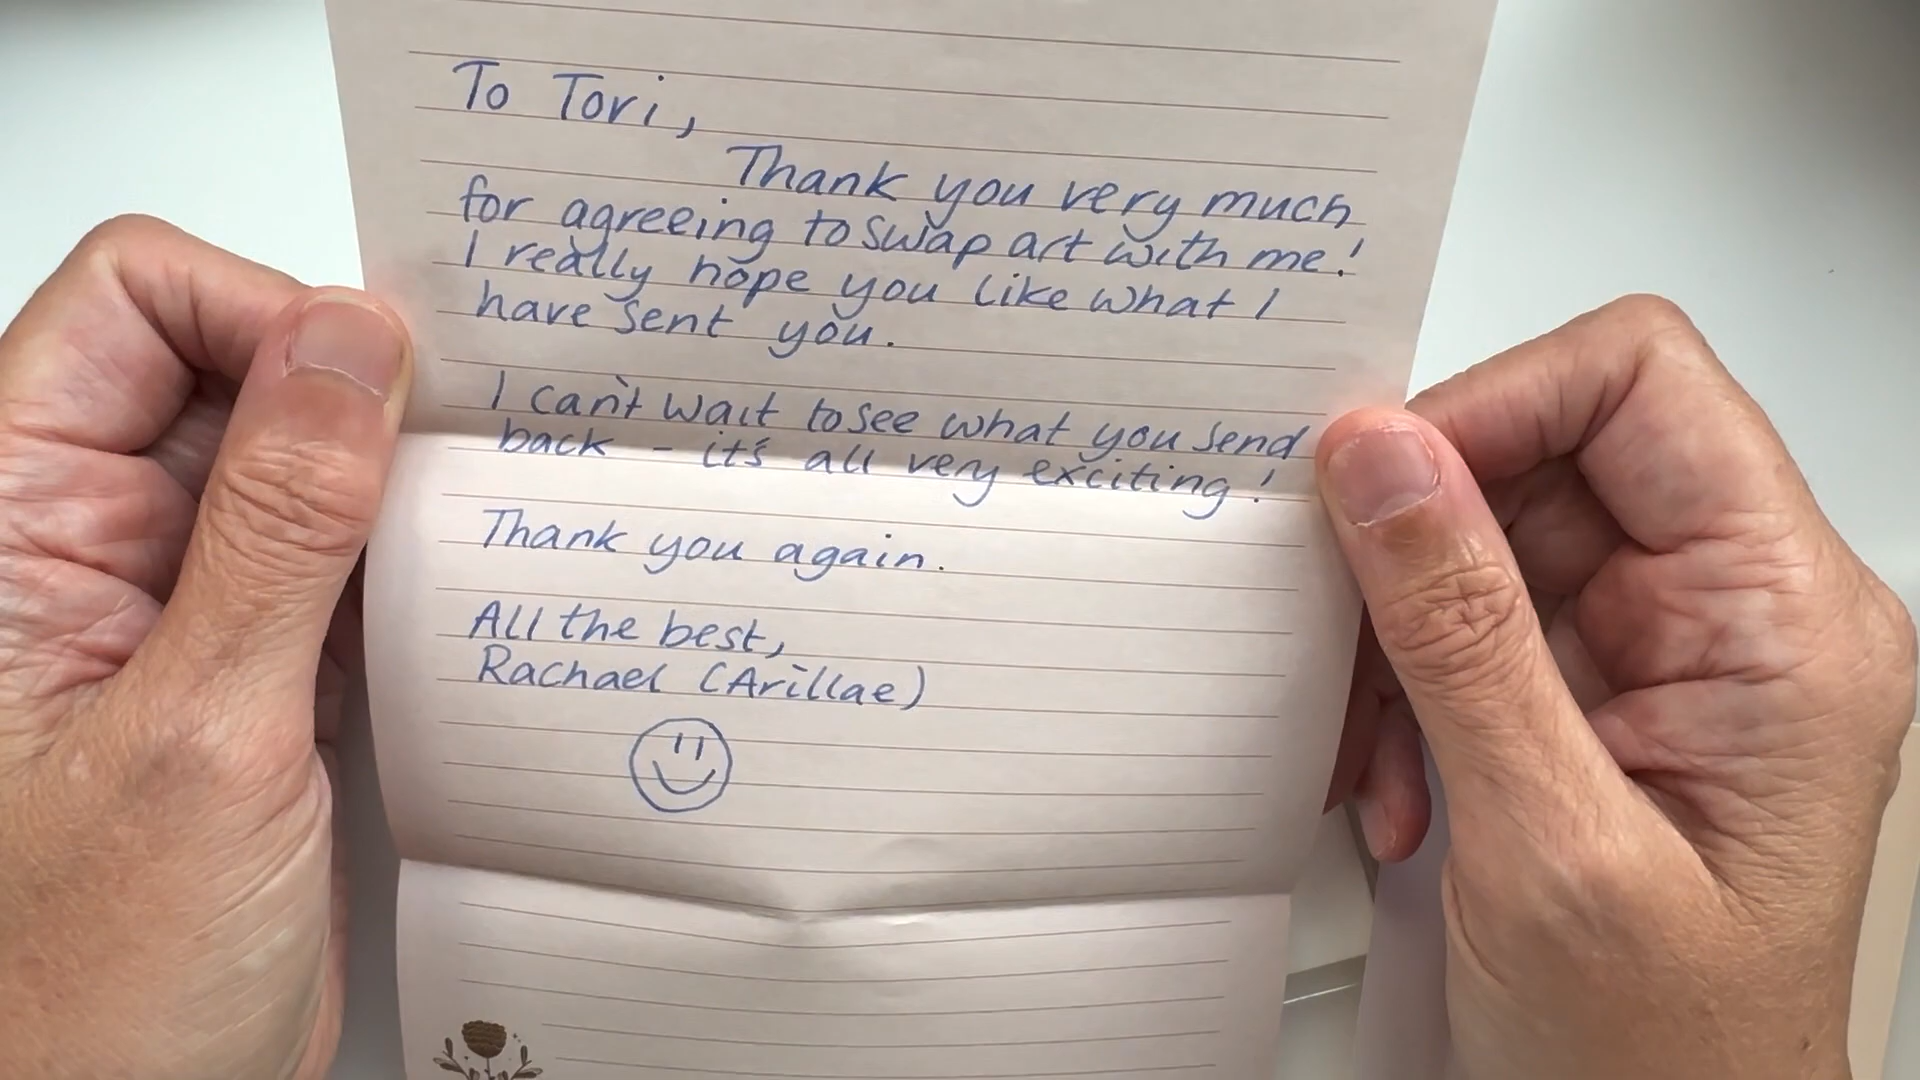 To Tori,
Thank you very much
for agreeing to swap art with me!
I really hope you like what I
have sent you.
I can't wait to see what you send
back - it's all very exciting!
Thank you again.
All the best,
Rachael (Arillae)